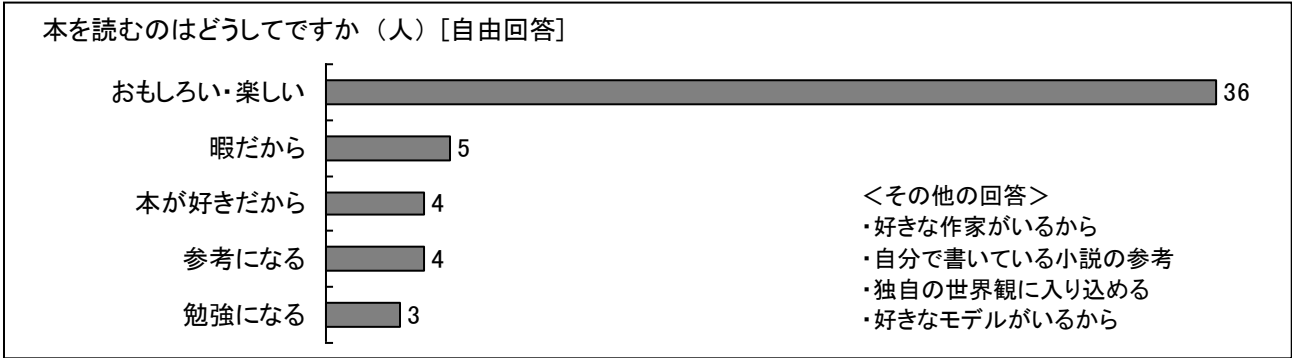 本を読むのはどうしてですか （人） [自由回答]
おもしろい・楽しい 36
暇だから 5
本が好きだから 4
参考になる 4
勉強になる 3
＜その他の回答＞
・好きな作家がいるから
・自分で書いている小説の参考
・独自の世界観に入り込める
・好きなモデルがいるから